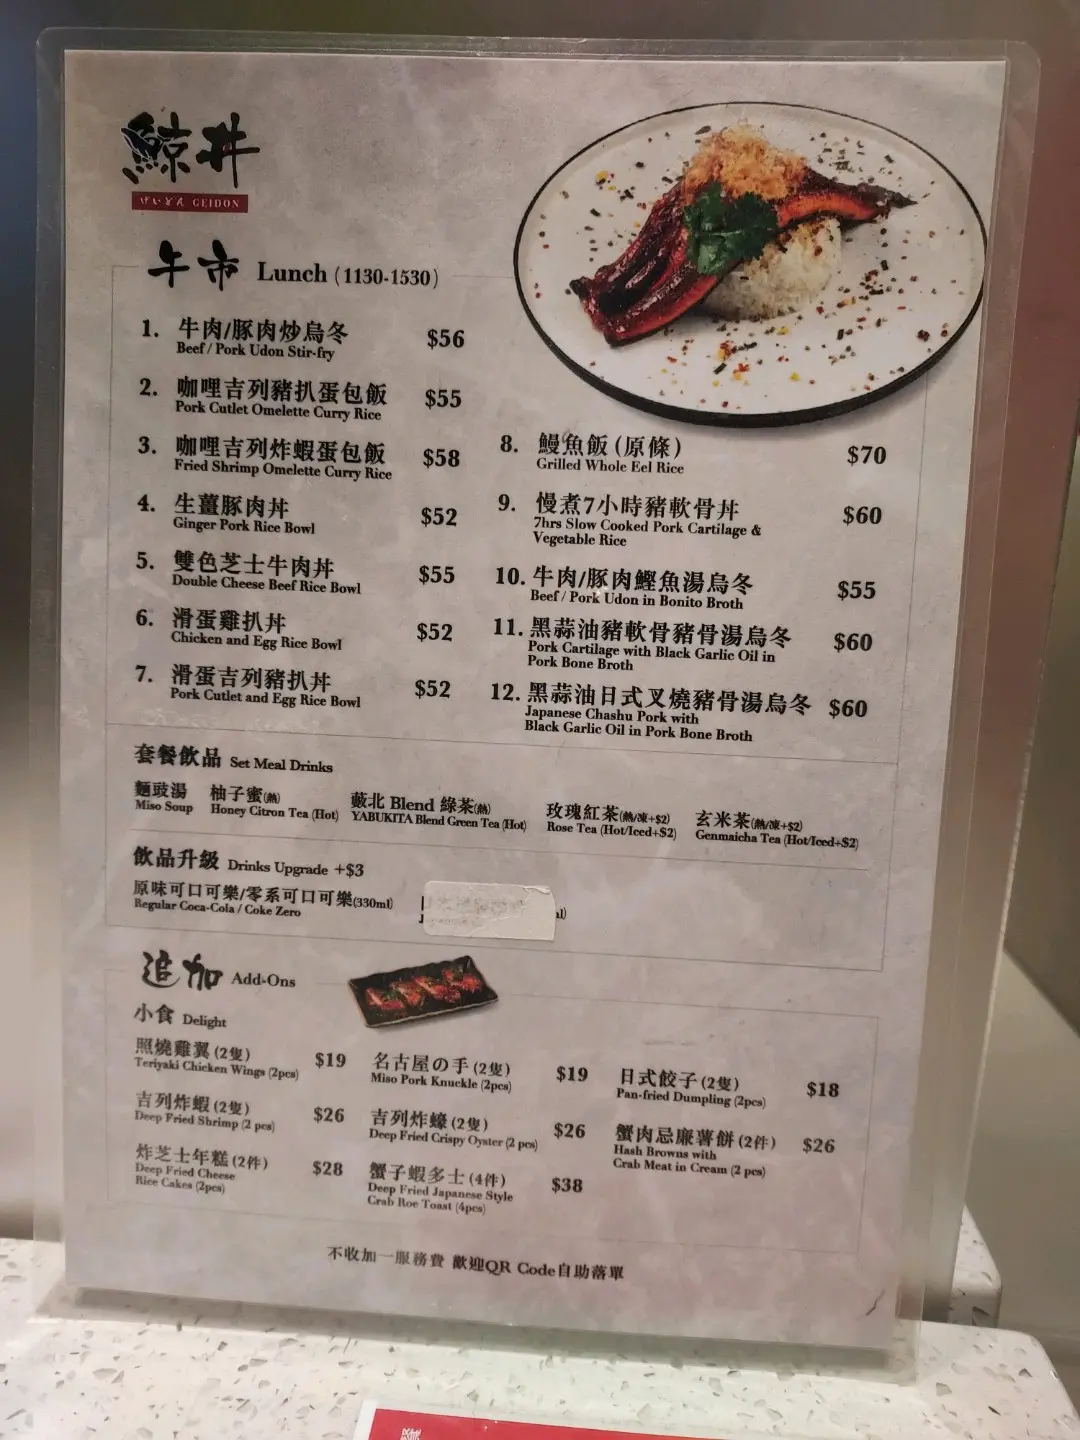 鯨丼
げいどん GEIDON
午市 Lunch (1130-1530)
1. 牛肉/豚肉炒烏冬 $56
Beef / Pork Udon Stir-fry
2. 咖哩吉列豬扒蛋包飯 $55
Pork Cutlet Omelette Curry Rice
3. 咖哩吉列炸蝦蛋包飯 $58
Fried Shrimp Omelette Curry Rice
4. 生薑豚肉丼 $52
Ginger Pork Rice Bowl
5. 雙色芝士牛肉丼 $55
Double Cheese Beef Rice Bowl
6. 滑蛋雞扒丼 $52
Chicken and Egg Rice Bowl
7. 滑蛋吉列豬扒丼 $52
Pork Cutlet and Egg Rice Bowl
8. 鰻魚飯 (原條) $70
Grilled Whole Eel Rice
9. 慢煮7小時豬軟骨丼 $60
7hrs Slow Cooked Pork Cartilage &
Vegetable Rice
10. 牛肉/豚肉鰹魚湯烏冬 $55
Beef / Pork Udon in Bonito Broth
11. 黑蒜油豬軟骨豬骨湯烏冬 $60
Pork Cartilage with Black Garlic Oil in
Pork Bone Broth
12. 黑蒜油日式叉燒豬骨湯烏冬 $60
Japanese Chashu Pork with
Black Garlic Oil in Pork Bone Broth
套餐飲品 Set Meal Drinks
麵豉湯 柚子蜜(熱) 藪北 Blend 綠茶(熱) 玫瑰紅茶(熱/凍+$2) 玄米茶(熱/凍+$2)
Miso Soup Honey Citron Tea (Hot) YABUKITA Blend Green Tea (Hot) Rose Tea (Hot/Iced+$2) Genmaicha Tea (Hot/Iced+$2)
飲品升級 Drinks Upgrade +$3
原味可口可樂/零系可口可樂(330ml)
Regular Coca-Cola / Coke Zero
追加 Add-Ons
小食 Delight
照燒雞翼 (2隻) $19
Teriyaki Chicken Wings (2pcs)
名古屋の手 (2隻) $19
Miso Pork Knuckle (2pcs)
日式餃子 (2隻) $18
Pan-fried Dumpling (2pcs)
吉列炸蝦 (2隻) $26
Deep Fried Shrimp (2 pcs)
吉列炸蠔 (2隻) $26
Deep Fried Crispy Oyster (2 pcs)
蟹肉忌廉薯餅 (2件) $26
Hash Browns with
Crab Meat in Cream (2 pcs)
炸芝士年糕 (2件) $28
Deep Fried Cheese
Rice Cakes (2pcs)
蟹子蝦多士 (4件) $38
Deep Fried Japanese Style
Crab Roe Toast (4pcs)
不收加一服務費 歡迎QR Code自助落單